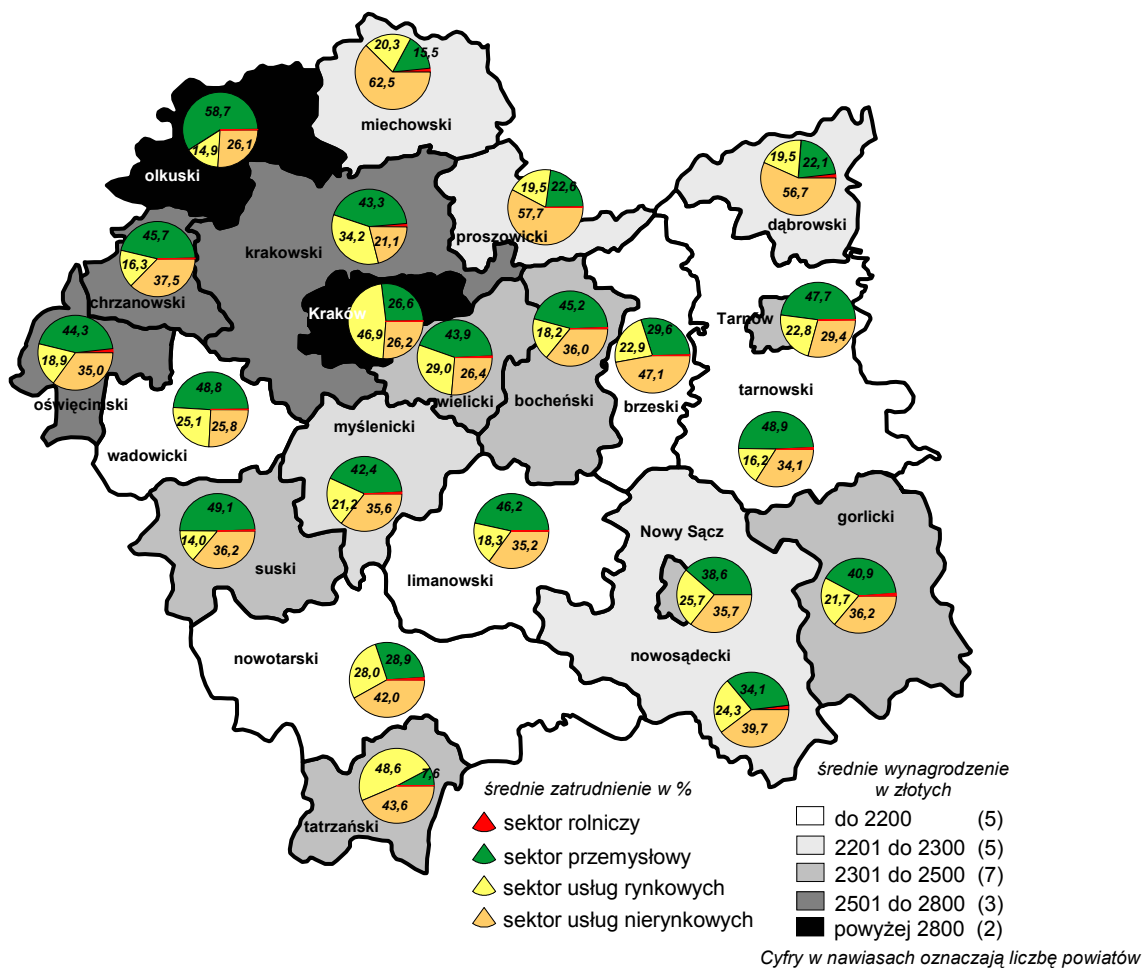 20,3
15,5
62,5
miechowski
58,7
14,9
26,1
olkuski
19,5
22,1
56,7
dąbrowski
19,5
22,6
57,7
proszowicki
43,3
34,2
21,1
krakowski
45,7
16,3
37,5
chrzanowski
26,6
46,9
26,2
Kraków
44,3
18,9
35,0
oświęcimski
43,9
29,0
26,4
wielicki
45,2
18,2
36,0
bocheński
29,6
22,9
47,1
brzeski
47,7
22,8
29,4
Tarnów
tarnowski
48,9
16,2
34,1
48,8
25,1
25,8
wadowicki
myślenicki
42,4
21,2
35,6
49,1
14,0
36,2
suski
46,2
18,3
35,2
limanowski
Nowy Sącz
38,6
25,7
35,7
gorlicki
40,9
21,7
36,2
nowosądecki
34,1
24,3
39,7
nowotarski
28,9
28,0
42,0
48,6
7,6
43,6
tatrzański
średnie zatrudnienie w %
sektor rolniczy
sektor przemysłowy
sektor usług rynkowych
sektor usług nierynkowych
średnie wynagrodzenie
w złotych
do 2200 (5)
2201 do 2300 (5)
2301 do 2500 (7)
2501 do 2800 (3)
powyżej 2800 (2)
Cyfry w nawiasach oznaczają liczbę powiatów